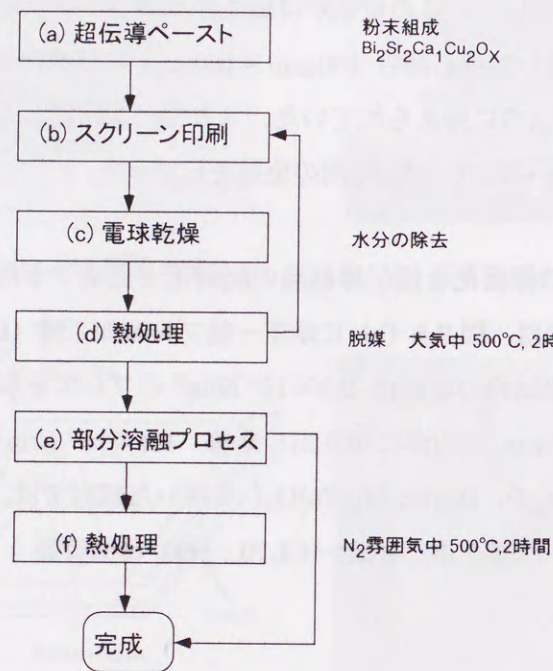 (a) 超伝導ペースト
粉末組成
Bi₂Sr₂Ca₁Cu₂Oₓ
(b) スクリーン印刷
(c) 電球乾燥
水分の除去
(d) 熱処理
脱媒 大気中 500℃, 2時
(e) 部分溶融プロセス
(f) 熱処理
N₂雰囲気中 500℃,2時間
完成